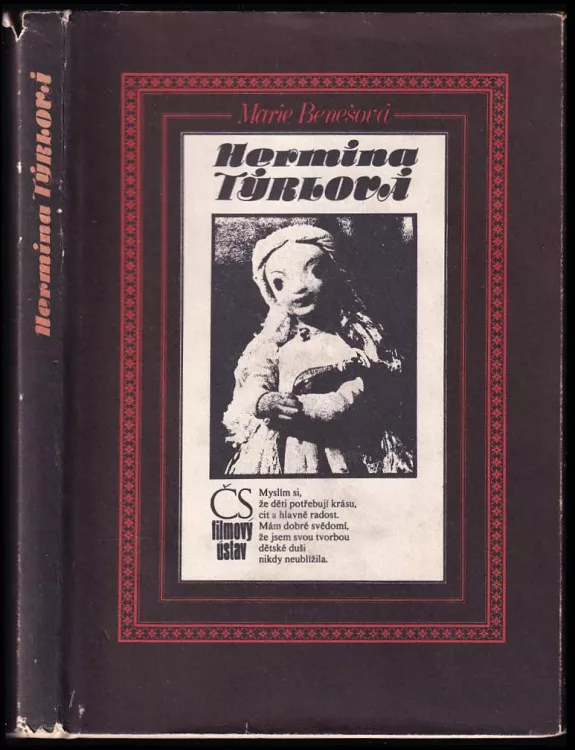 Hermina TÝRLOVÁ
Marie Benešová
Hermina
TÝRLOVÁ
ČS
filmový
ústav
Myslím si,
že děti potřebují krásu,
cit a hlavně radost.
Mám dobré svědomí,
že jsem svou tvorbou
dětské duši
nikdy neublížila.